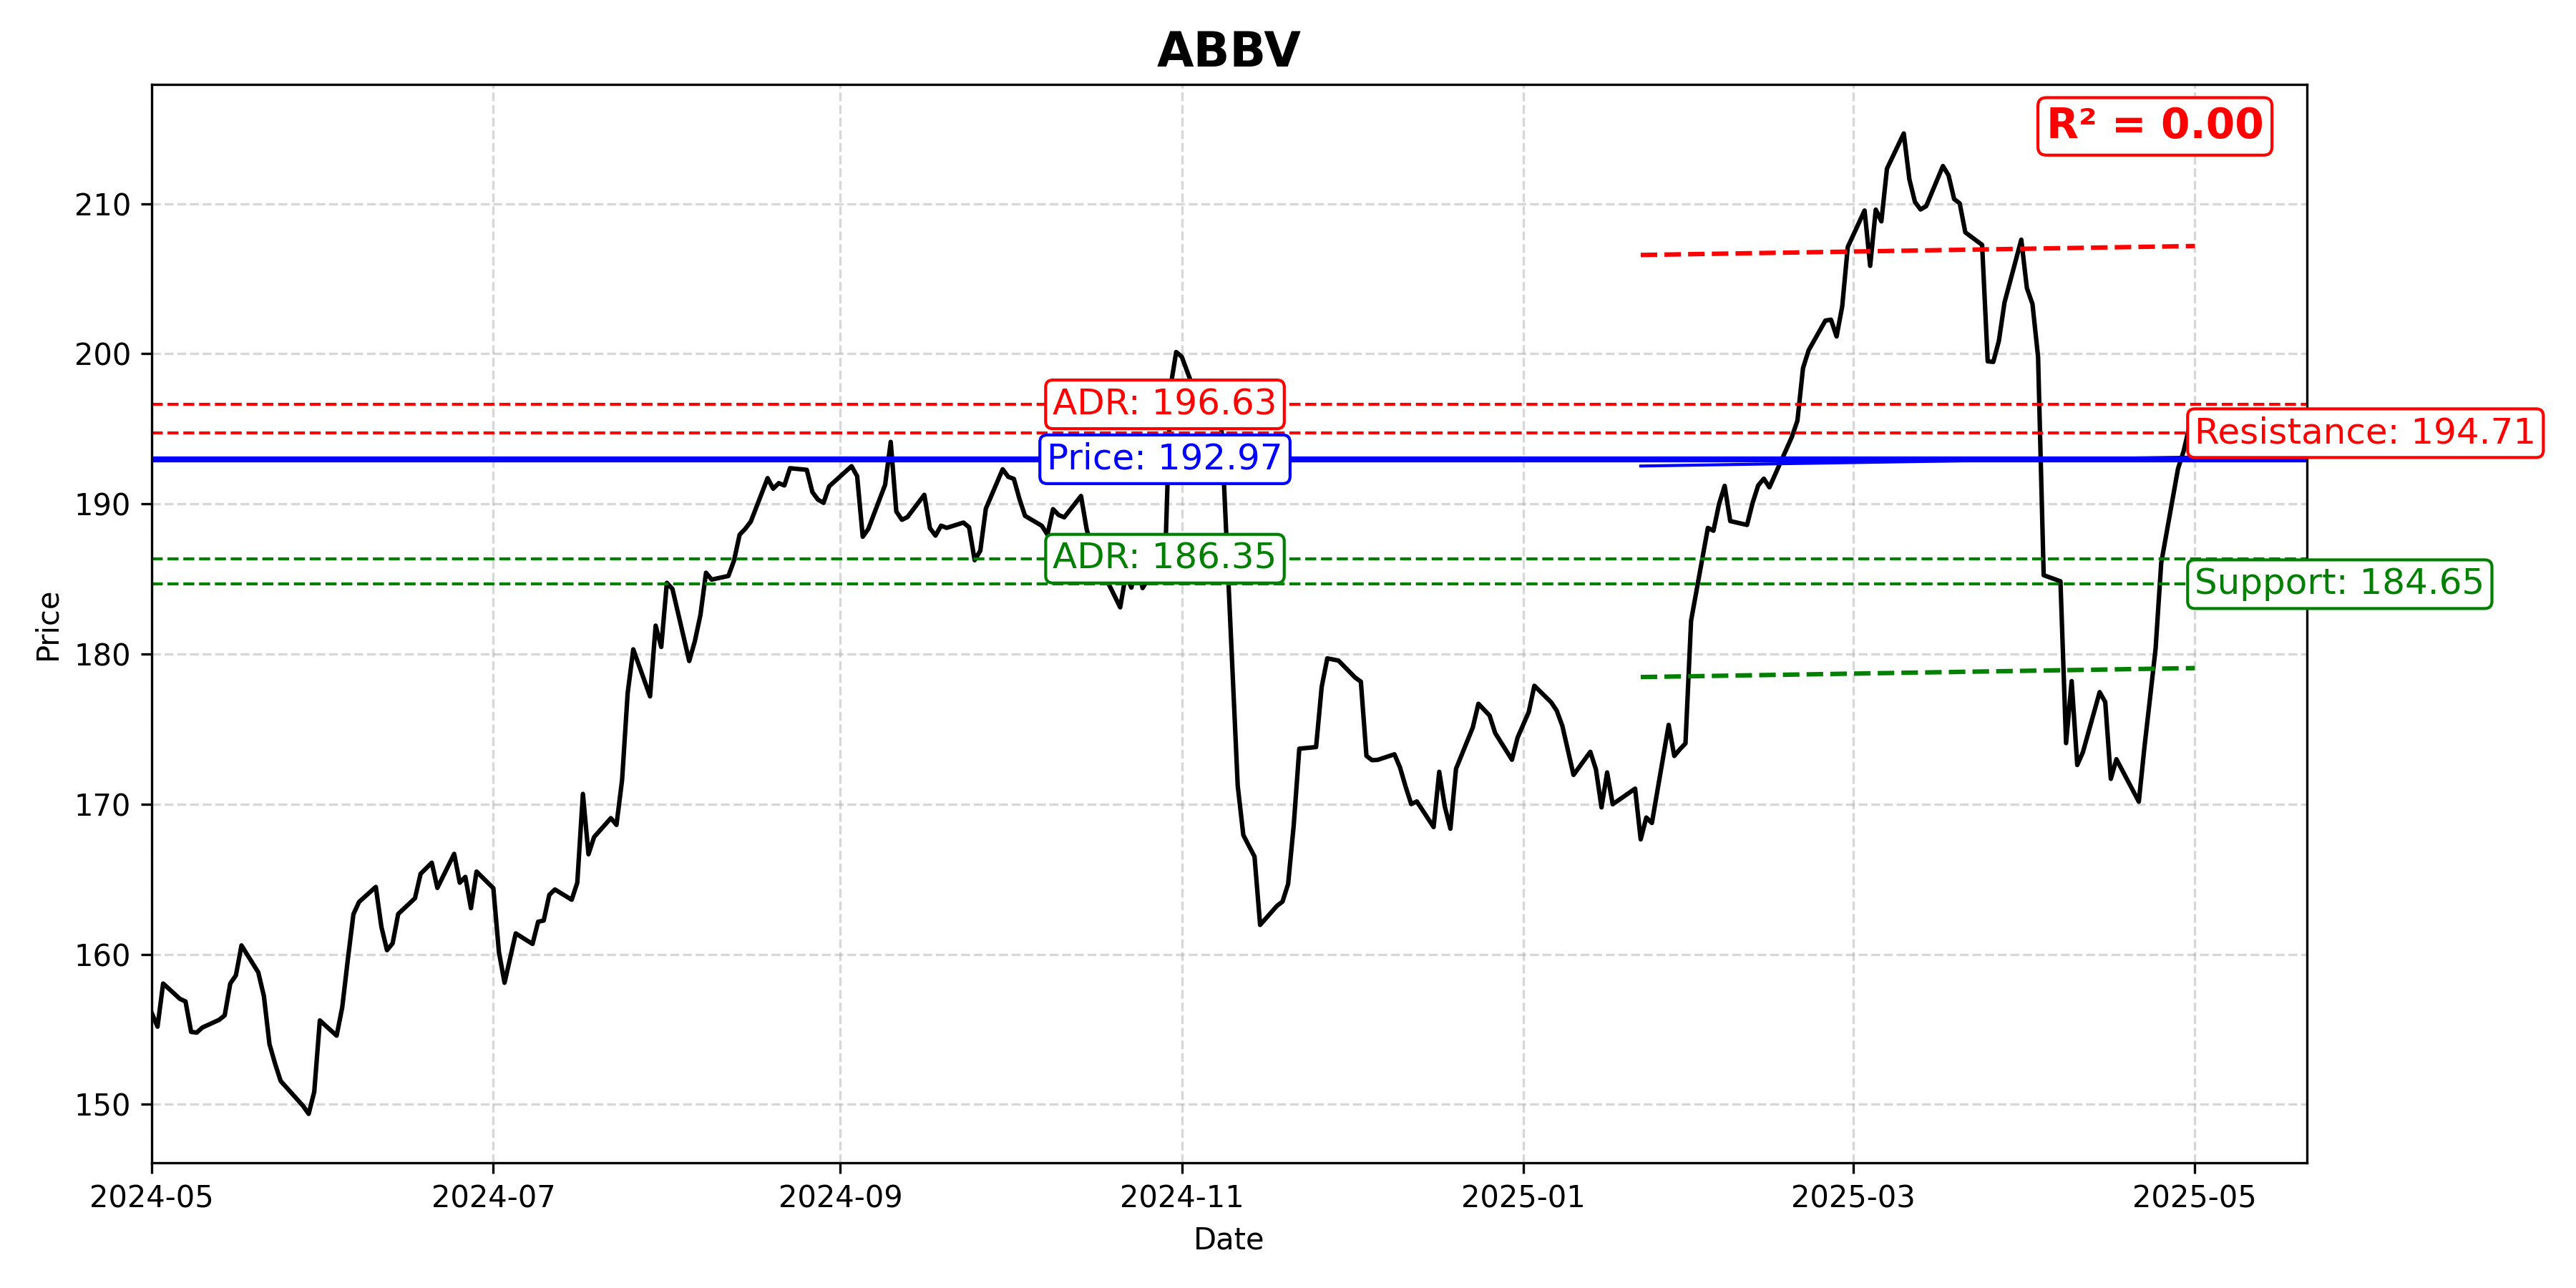 ABBV
R² = 0.00
210
200
190
180
170
160
150
Price
ADR: 196.63
Resistance: 194.71
Price: 192.97
ADR: 186.35
Support: 184.65
2024-05
2024-07
2024-09
2024-11
2025-01
2025-03
2025-05
Date